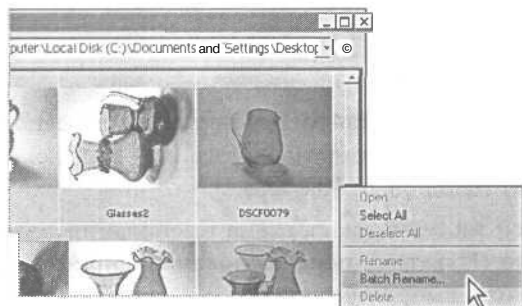 puter\Local Disk (C:)\Documents and Settings\Desktop ©
Glasses2
DSCF0079
Open
Select All
Deselect All
Rename
Batch Rename...
Delete